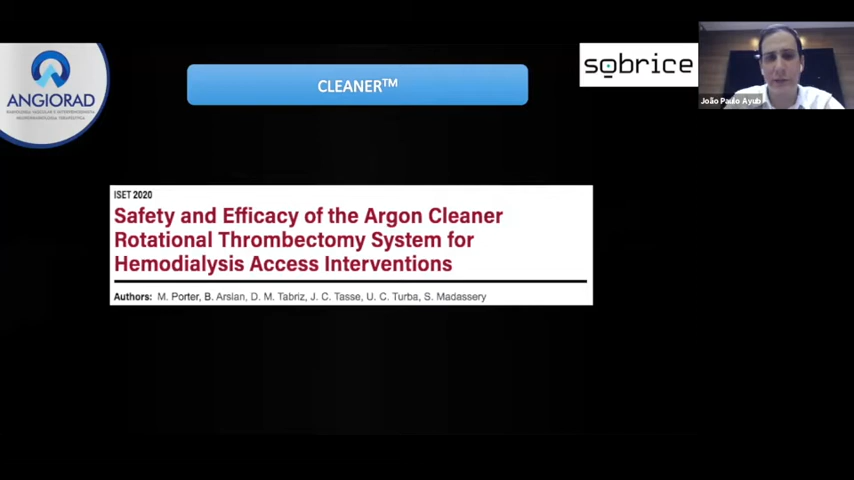 CLEANER™
sobrice
João Paulo Ayub
ANGIORAD
ISET 2020
Safety and Efficacy of the Argon Cleaner
Rotational Thrombectomy System for
Hemodialysis Access Interventions
Authors: M. Porter, B. Arslan, D. M. Tabriz, J. C. Tasse, U. C. Turba, S. Madassery